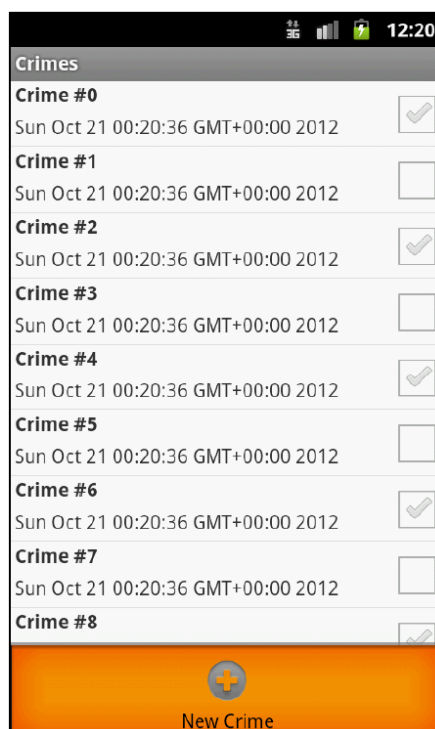 3G 12:20
Crimes
Crime #0
Sun Oct 21 00:20:36 GMT+00:00 2012
Crime #1
Sun Oct 21 00:20:36 GMT+00:00 2012
Crime #2
Sun Oct 21 00:20:36 GMT+00:00 2012
Crime #3
Sun Oct 21 00:20:36 GMT+00:00 2012
Crime #4
Sun Oct 21 00:20:36 GMT+00:00 2012
Crime #5
Sun Oct 21 00:20:36 GMT+00:00 2012
Crime #6
Sun Oct 21 00:20:36 GMT+00:00 2012
Crime #7
Sun Oct 21 00:20:36 GMT+00:00 2012
Crime #8
New Crime